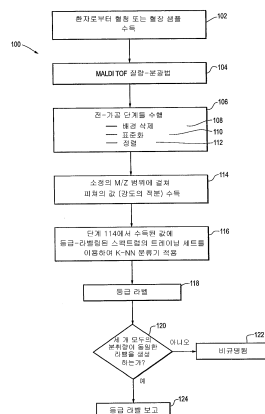 환자로부터 혈청 또는 혈장 샘플
수득
102
100
MALDI TOF 질량-분광법
104
106
전-가공 단계들 수행
108
배경 삭제
110
표준화
112
정렬
114
소정의 M/Z 범위에 걸쳐
피쳐의 값 (강도의 적분) 수득
116
단계 114에서 수득된 값에
등급-라벨링된 스펙트럼의 트레이닝 세트를
이용하여 K-NN 분류기 적용
118
등급 라벨
120
세 개 모두의
분취량이 동일한
라벨을 생성
하는가?
아니오
122
비규명됨
예
124
등급 라벨 보고